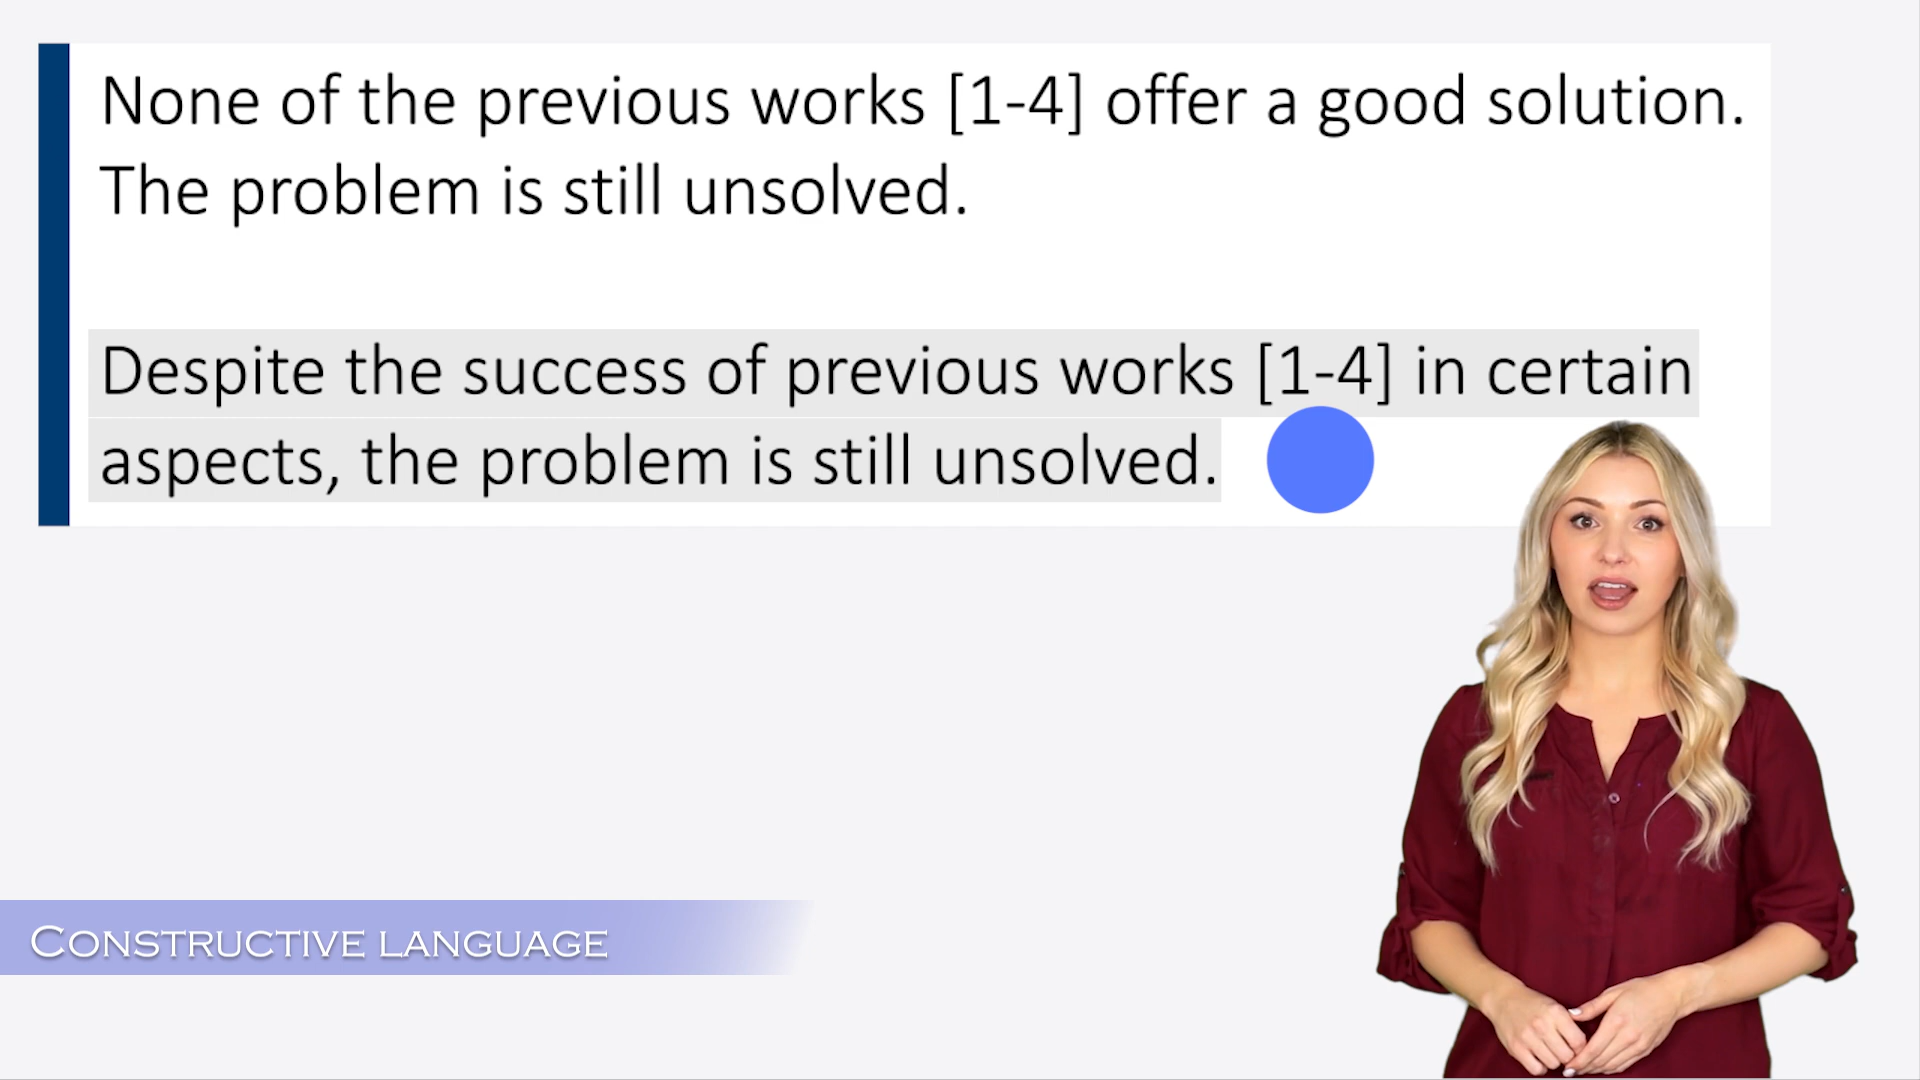 None of the previous works [1-4] offer a good solution.
The problem is still unsolved.
Despite the success of previous works [1-4] in certain
aspects, the problem is still unsolved.
CONSTRUCTIVE LANGUAGE